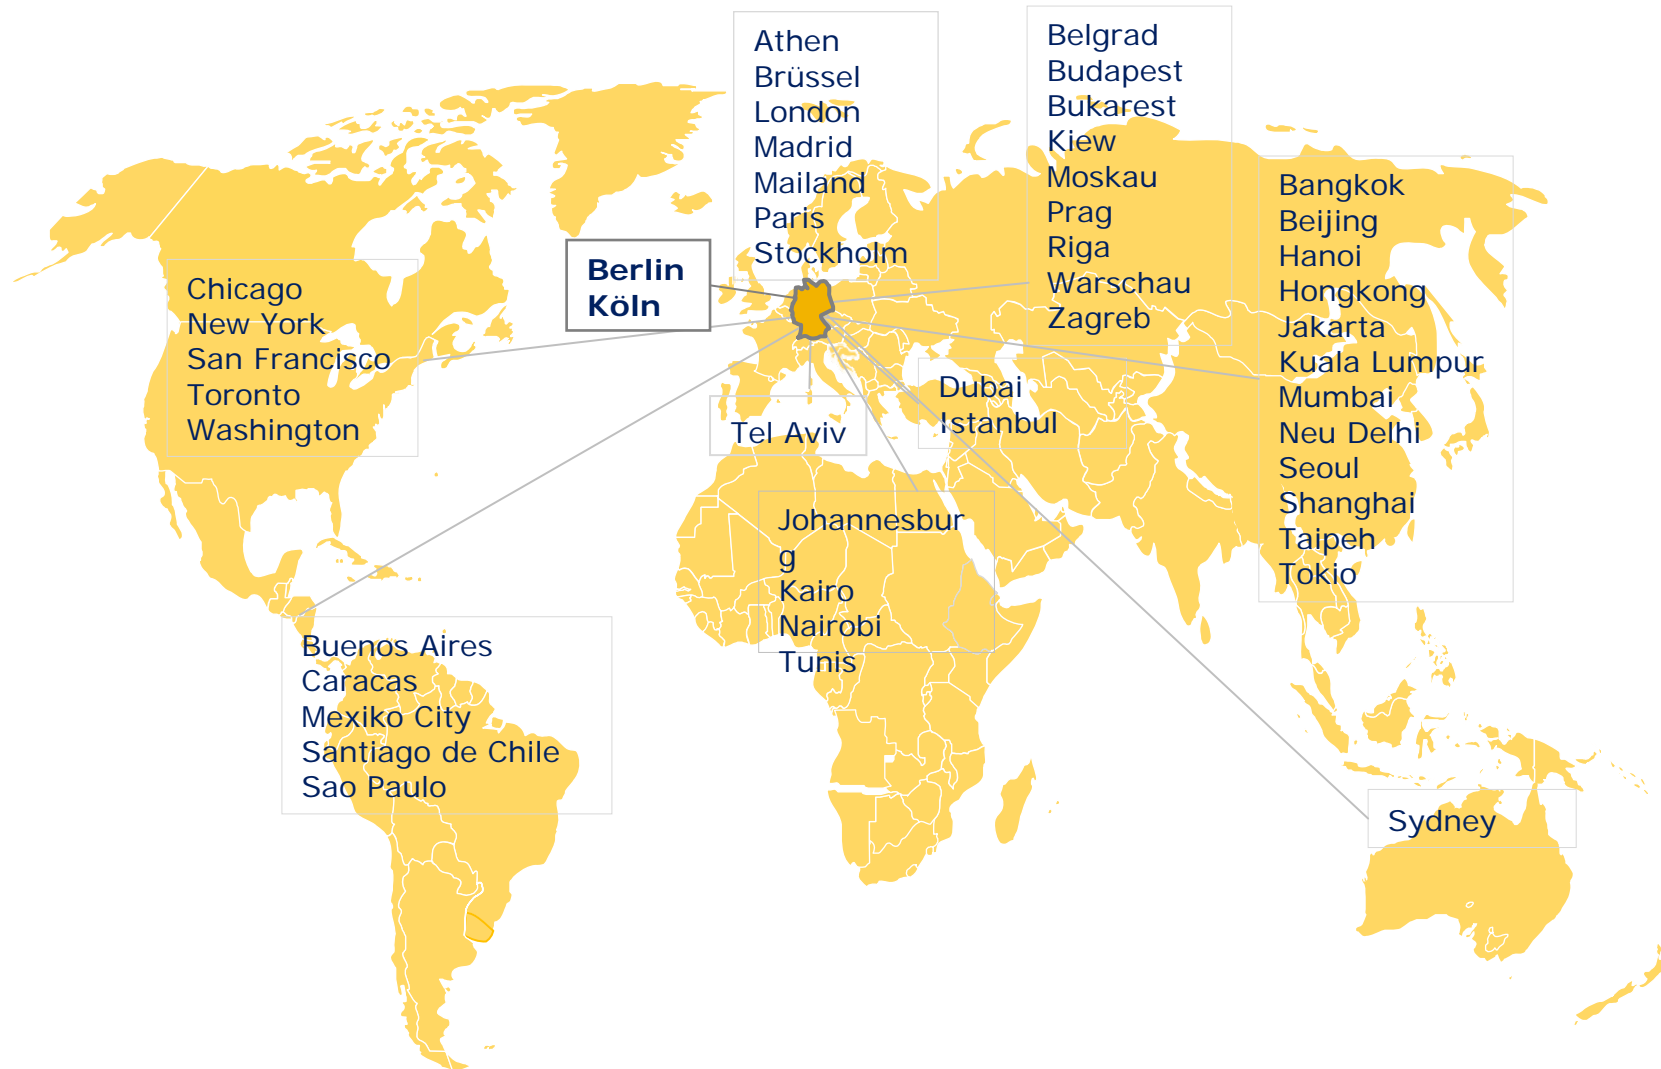 Athen
Brüssel
London
Madrid
Mailand
Paris
Stockholm
Belgrad
Budapest
Bukarest
Kiew
Moskau
Prag
Riga
Warschau
Zagreb
Bangkok
Beijing
Hanoi
Hongkong
Jakarta
Kuala Lumpur
Mumbai
Neu Delhi
Seoul
Shanghai
Taipeh
Tokio
Berlin
Köln
Chicago
New York
San Francisco
Toronto
Washington
Dubai
Istanbul
Tel Aviv
Johannesbur
g
Kairo
Nairobi
Tunis
Buenos Aires
Caracas
Mexiko City
Santiago de Chile
Sao Paulo
Sydney